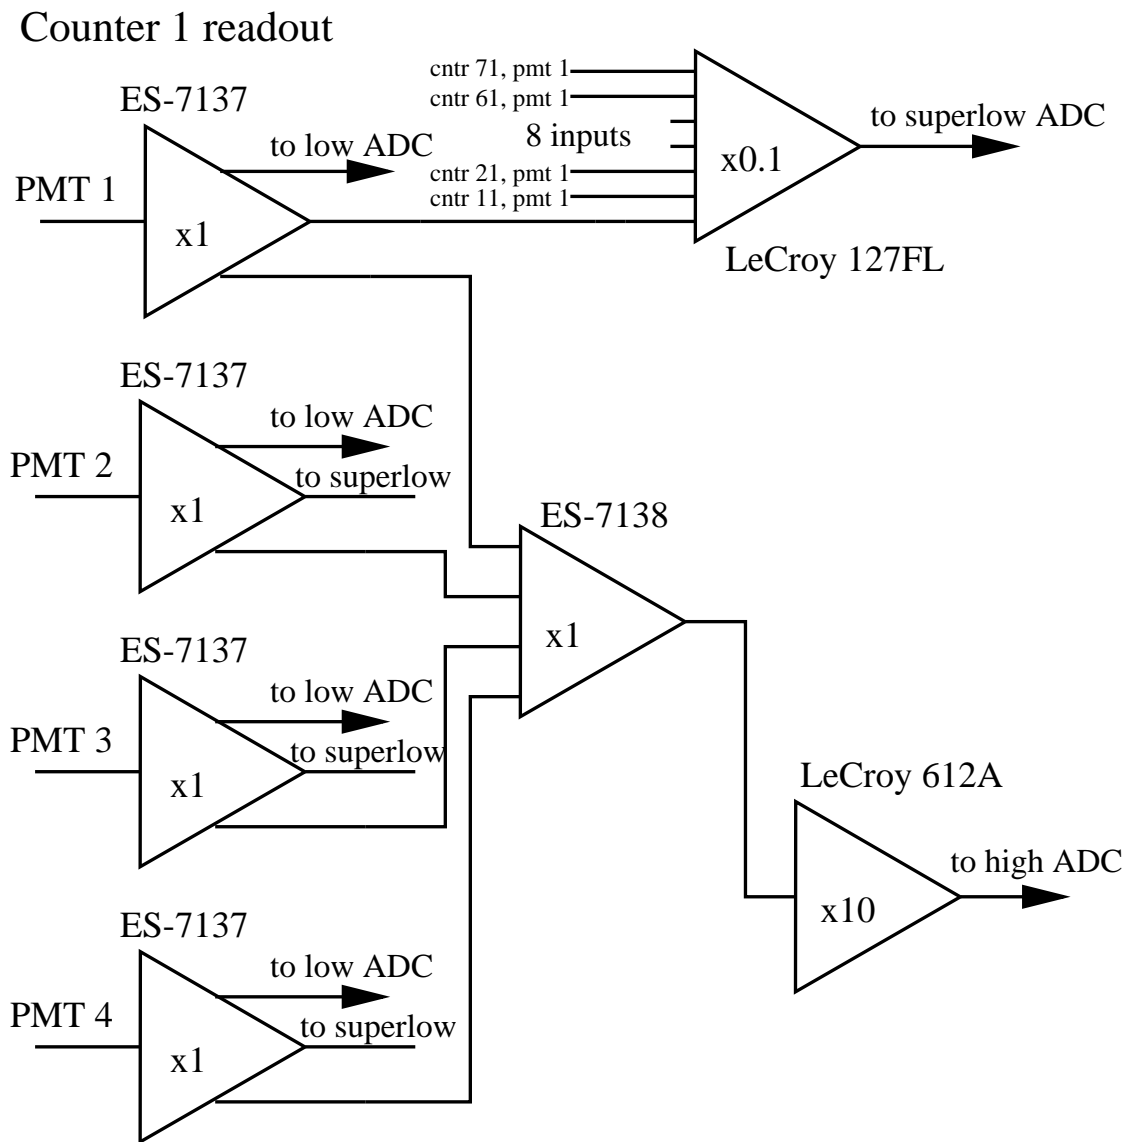 Counter 1 readout
ES-7137
cntr 71, pmt 1
cntr 61, pmt 1
8 inputs
cntr 21, pmt 1
cntr 11, pmt 1
to superlow ADC
x0.1
LeCroy 127FL
to low ADC
PMT 1
x1
ES-7137
to low ADC
PMT 2
to superlow
x1
ES-7138
x1
ES-7137
to low ADC
PMT 3
to superlow
x1
LeCroy 612A
to high ADC
x10
ES-7137
to low ADC
PMT 4
to superlow
x1